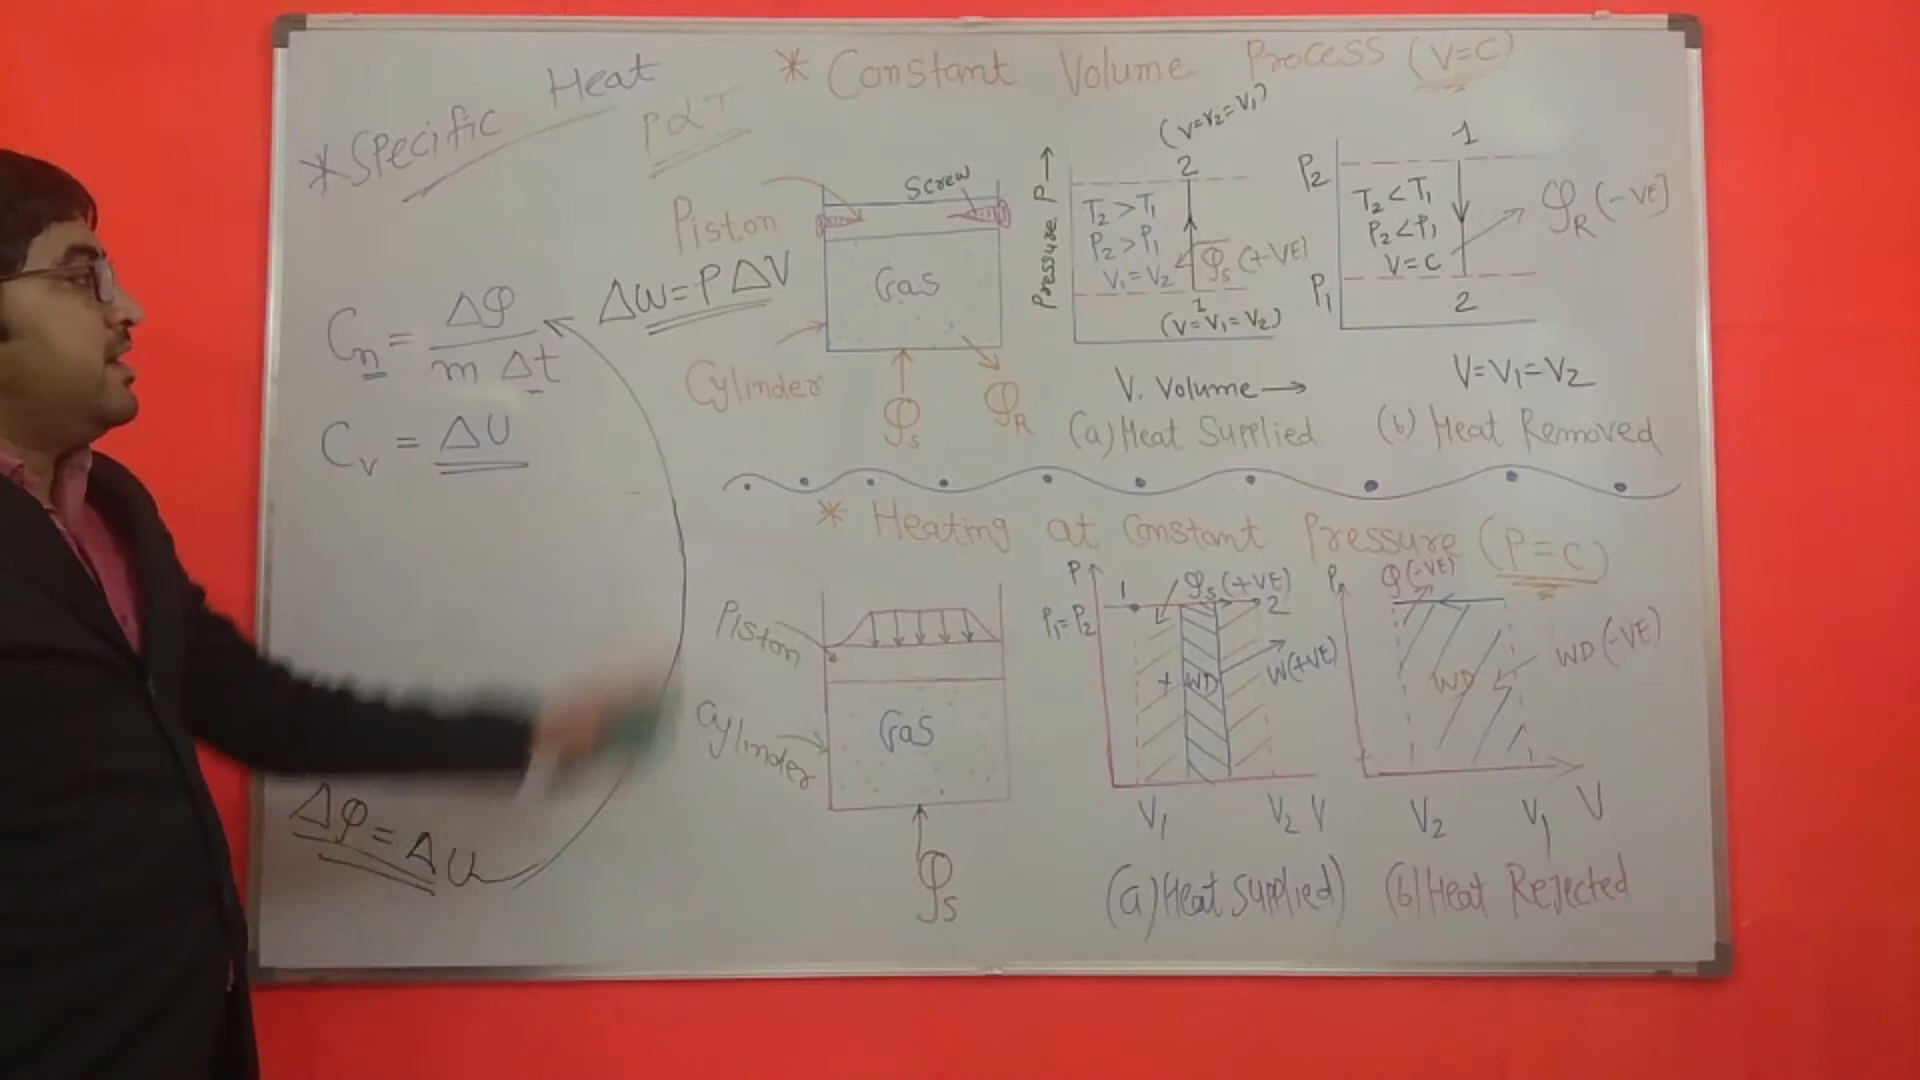 * Specific Heat
P∝T
Cn = ΔQ / m Δt
Cv = ΔU
ΔQ = ΔU
ΔW = P ΔV
* Constant Volume Process (V=C)
Piston
Screw
Gas
Cylinder
Qs
QR
Pressure P →
(V=V2=V1)
2
T2 > T1
P2 > P1
V1 = V2
Qs (+VE)
1
(V=V1=V2)
V. Volume →
(a) Heat Supplied
P2
1
T2 < T1
P2 < P1
V=C
QR (-VE)
P1
2
V=V1=V2
(b) Heat Removed
* Heating at Constant Pressure (P=C)
Piston
Gas
Cylinder
Qs
P
P1=P2
1
Qs (+VE)
2
+ WD
W(+VE)
V1
V2 V
(a) Heat Supplied)
P
Q(-VE)
WD
WD (-VE)
V2
V1
V
(b) Heat Rejected